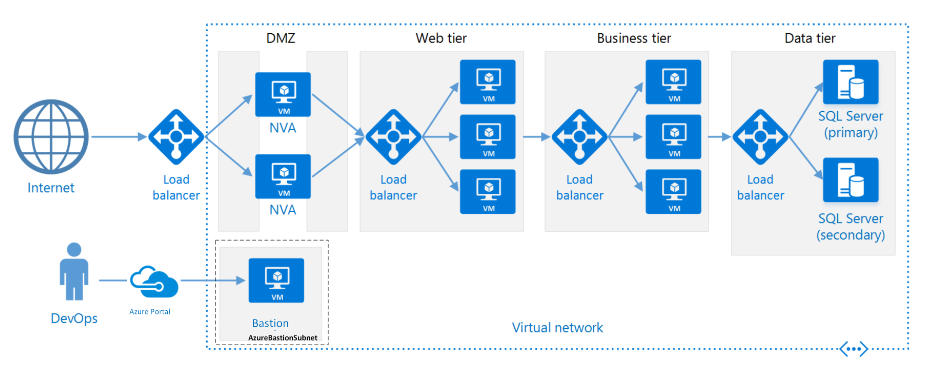 DMZ
Web tier
Business tier
Data tier
Internet
Load
balancer
VM
NVA
VM
NVA
Load
balancer
VM
VM
VM
Load
balancer
VM
VM
VM
Load
balancer
SQL Server
(primary)
SQL Server
(secondary)
DevOps
Azure Portal
VM
Bastion
AzureBastionSubnet
Virtual network